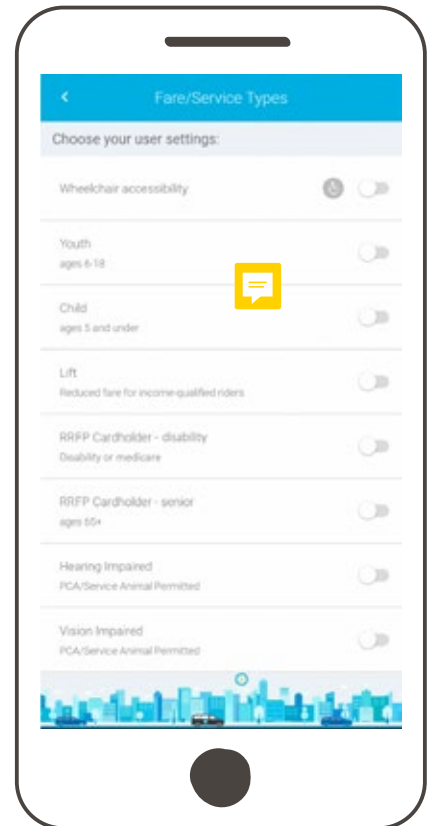 Fare/Service Types
Choose your user settings:
Wheelchair accessibility
Youth
ages 6-18
Child
ages 5 and under
Lift
Reduced fare for income-qualified riders
RRFP Cardholder - disability
Disability or medicare
RRFP Cardholder - senior
ages 65+
Hearing Impaired
PCA/Service Animal Permitted
Vision Impaired
PCA/Service Animal Permitted